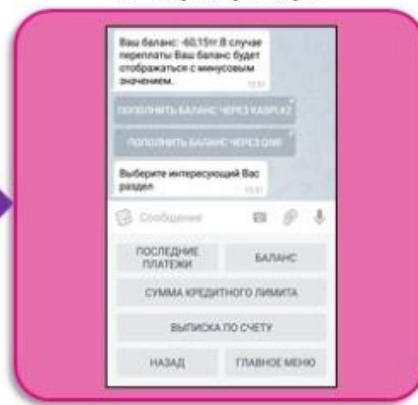 Ваш баланс: -60,15тг.В случае
переплаты Ваш баланс будет
отображаться с минусовым
значением.
ПОПОЛНИТЬ БАЛАНС ЧЕРЕЗ KASPI.KZ
ПОПОЛНИТЬ БАЛАНС ЧЕРЕЗ QIWI
Выберите интересующий Вас
раздел
Сообщение
ПОСЛЕДНИЕ
ПЛАТЕЖИ
БАЛАНС
СУММА КРЕДИТНОГО ЛИМИТА
ВЫПИСКА ПО СЧЕТУ
НАЗАД
ГЛАВНОЕ МЕНЮ